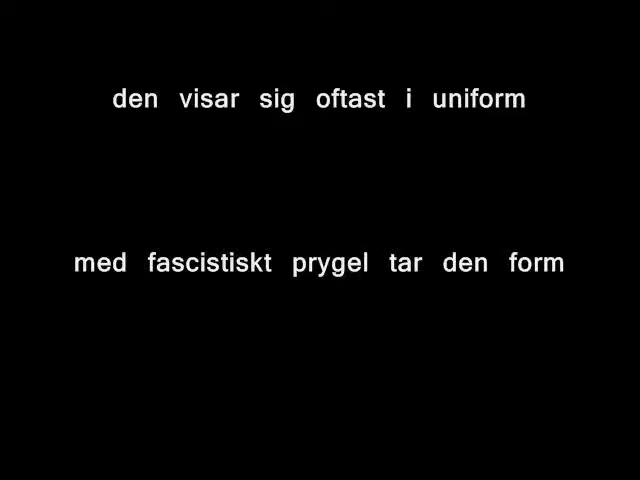 den visar sig oftast i uniform
med fascistiskt prygel tar den form